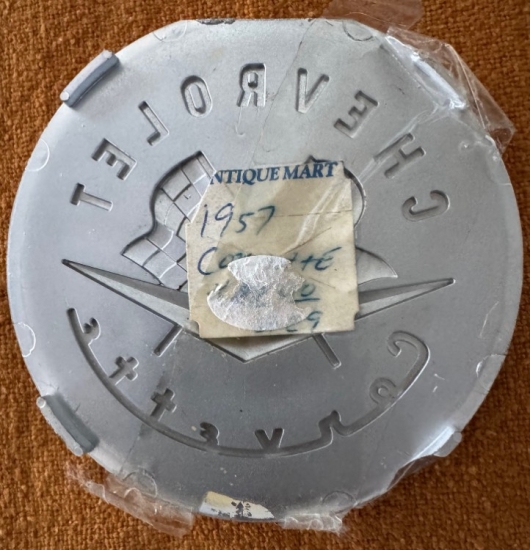 CHEVROLET
NTIQUE MART
1957
Corvette